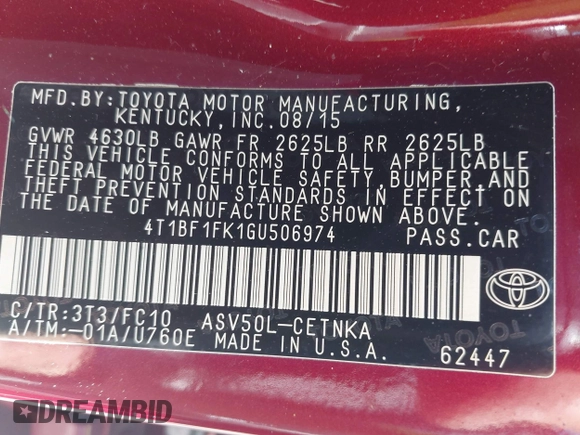 MFD.BY:TOYOTA MOTOR MANUFACTURING,
KENTUCKY, INC. 08/15
GVWR 4630LB GAWR FR 2625LB RR 2625LB
THIS VEHICLE CONFORMS TO ALL APPLICABLE
FEDERAL MOTOR VEHICLE SAFETY, BUMPER, AND
THEFT PREVENTION STANDARDS IN EFFECT ON
THE DATE OF MANUFACTURE SHOWN ABOVE.
4T1BF1FK1GU506974 PASS.CAR
C/TR:3T3/FC10 ASV50L-CETNKA
A/TM:-01A/U760E MADE IN U.S.A.
TOYOTA
62447
DREAMBID